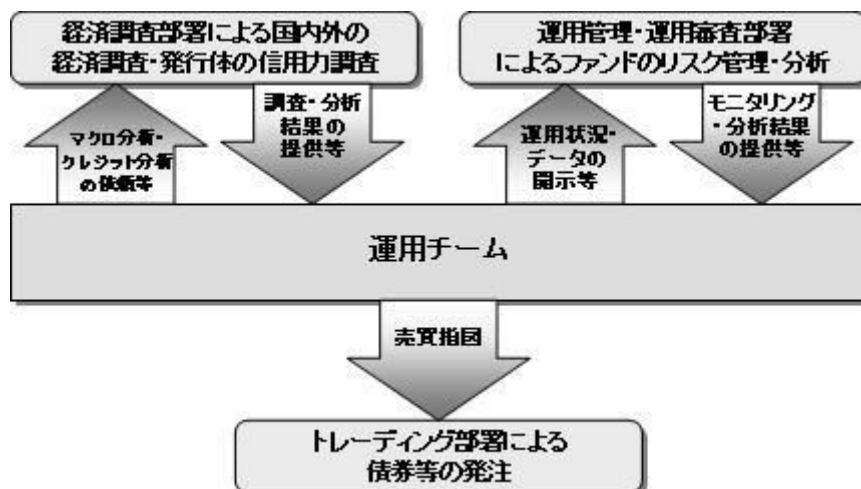 経済調査部署による国内外の
経済調査・発行体の信用力調査
運用管理・運用審査部署
によるファンドのリスク管理・分析
マクロ分析・
クレジット分析
の依頼等
調査・分析
結果の
提供等
運用状況・
データの
開示等
モニタリング
・分析結果
の提供等
運用チーム
売買指図
トレーディング部署による
債券等の発注